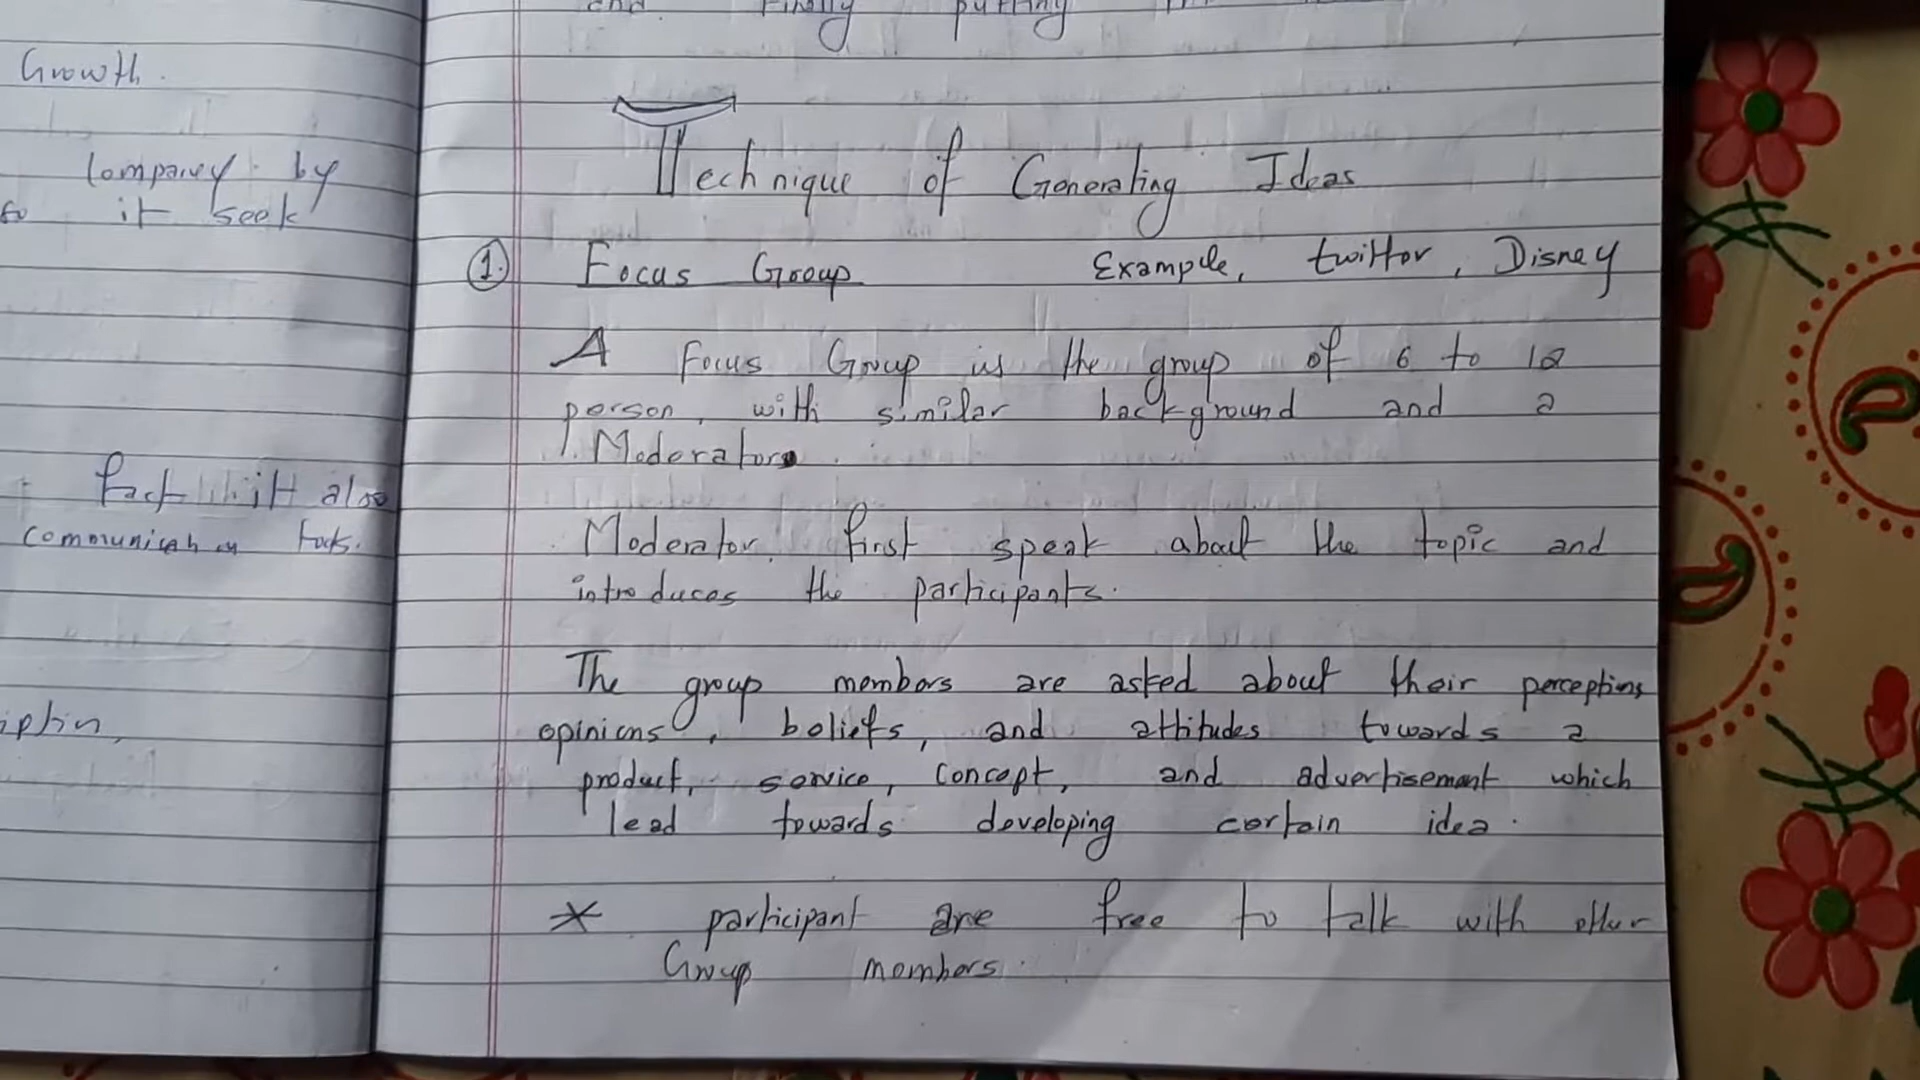 Growth.
Company by
it seek
fact it also
communication tools.
and finally putting
Technique of Generating Ideas
1. Focus Group Example, twitter, Disney
A Focus Group is the group of 6 to 12
person, with similar background and a
Moderator.
Moderator first speak about the topic and
introduces the participants.
The group members are asked about their perceptions
opinions, beliefs, and attitudes towards a
product, service, concept, and advertisement which
lead towards developing certain idea.
* participant are free to talk with other
Group members.